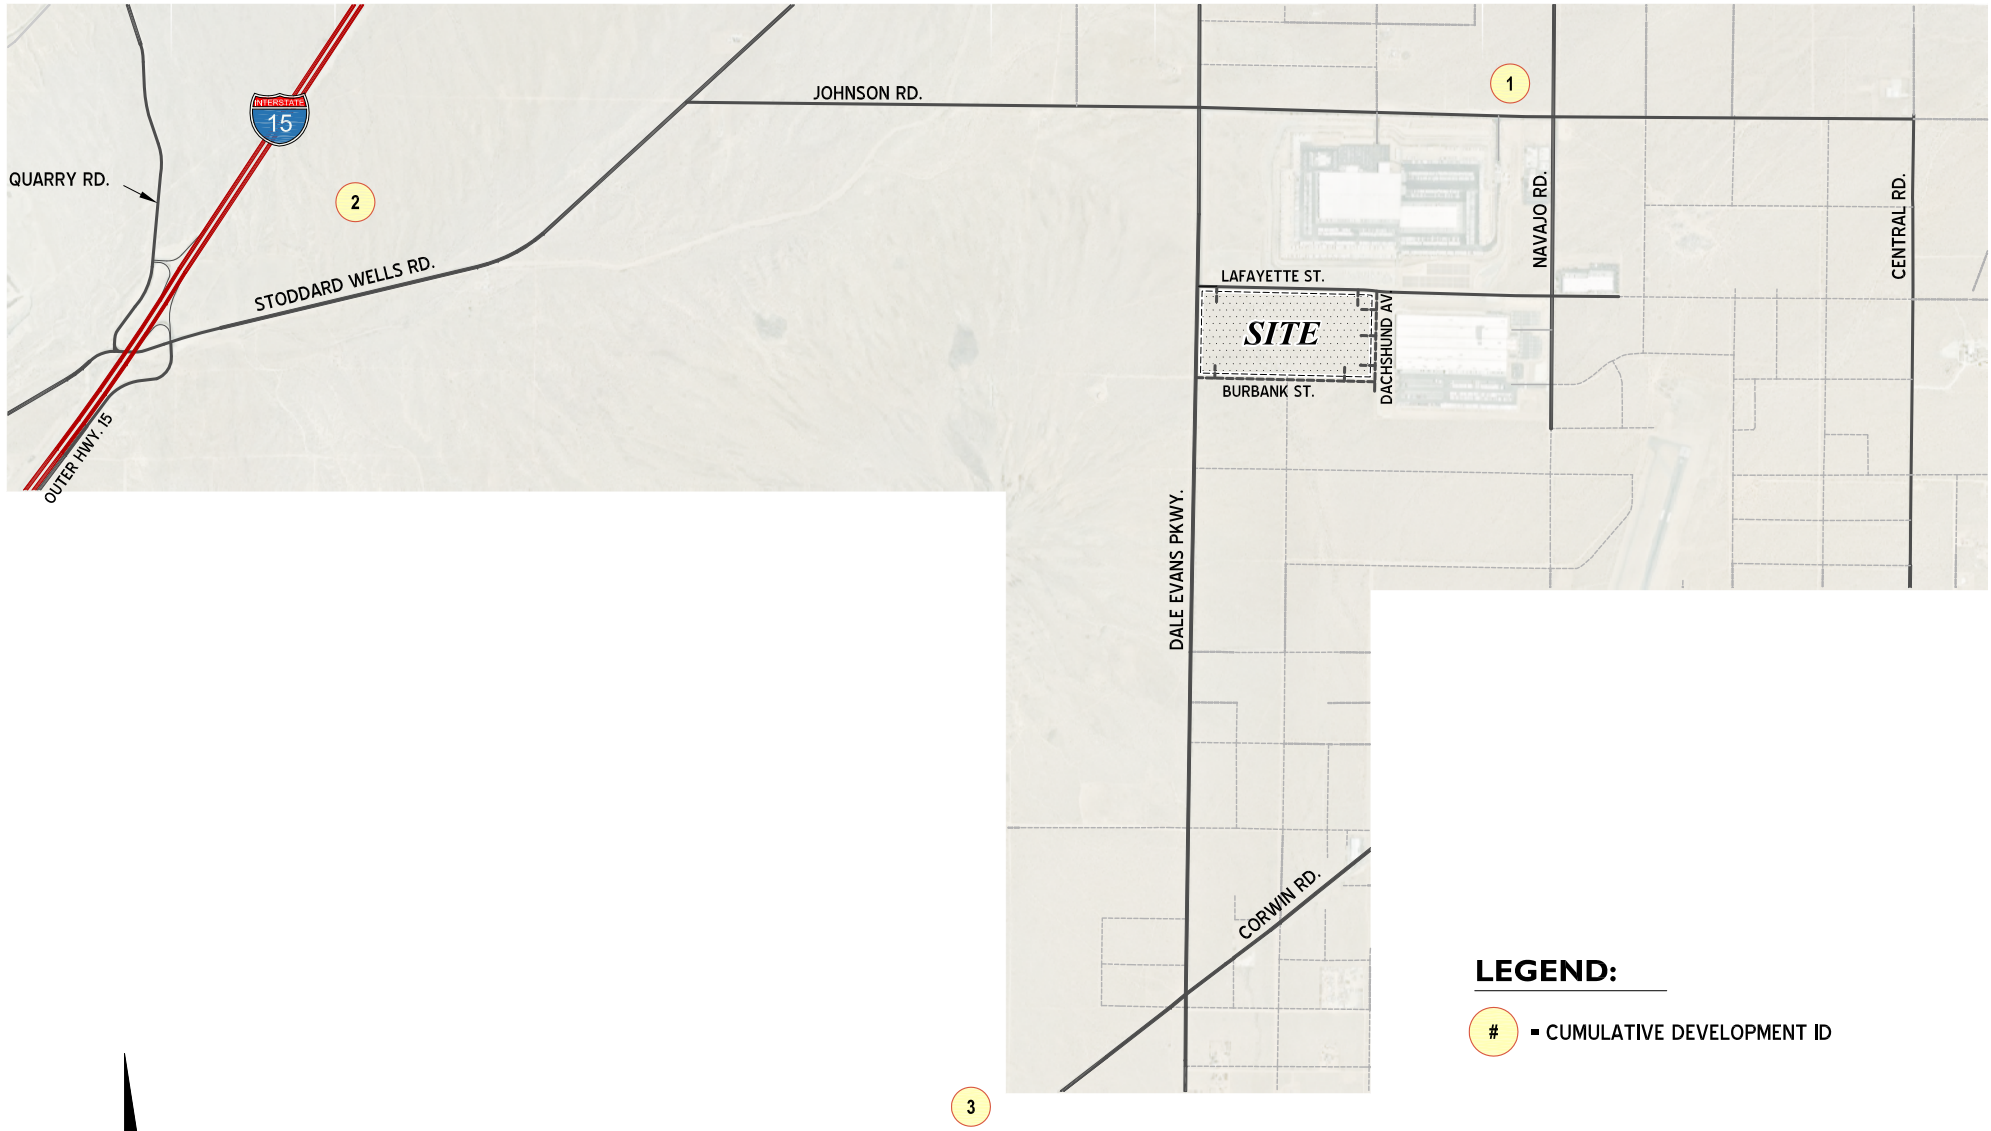 JOHNSON RD.
1
INTERSTATE
15
QUARRY RD.
2
NAVAJO RD.
CENTRAL RD.
STODDARD WELLS RD.
LAFAYETTE ST.
SITE
DACHSHUND AV.
BURBANK ST.
OUTER HWY. 15
DALE EVANS PKWY.
CORWIN RD.
LEGEND:
# = CUMULATIVE DEVELOPMENT ID
3